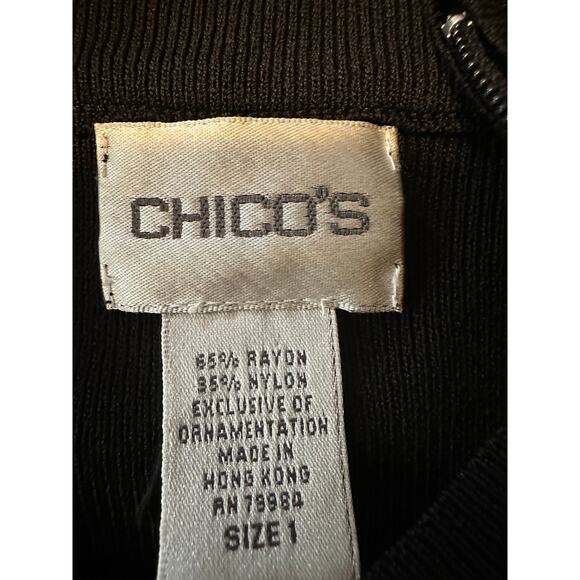 CHICO'S
65% RAYON
35% NYLON
EXCLUSIVE OF
ORNAMENTATION
MADE IN
HONG KONG
RN 79984
SIZE 1